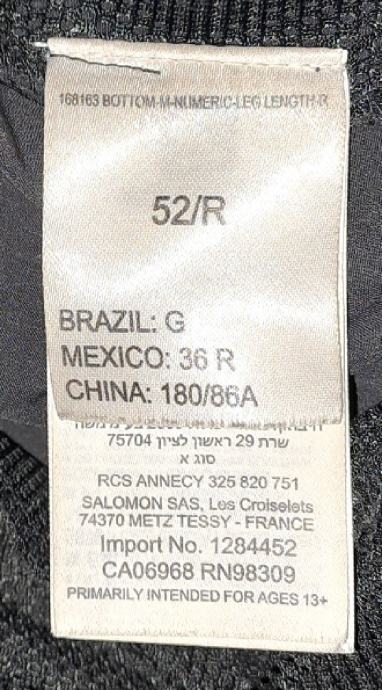 168163 BOTTOM-M-NUMERIC-LEG LENGTH-R
52/R
BRAZIL: G
MEXICO: 36 R
CHINA: 180/86A
שרת 29 ראשון לציון 75704
סוג א
RCS ANNECY 325 820 751
SALOMON SAS, Les Croiselets
74370 METZ TESSY - FRANCE
Import No. 1284452
CA06968 RN98309
PRIMARILY INTENDED FOR AGES 13+